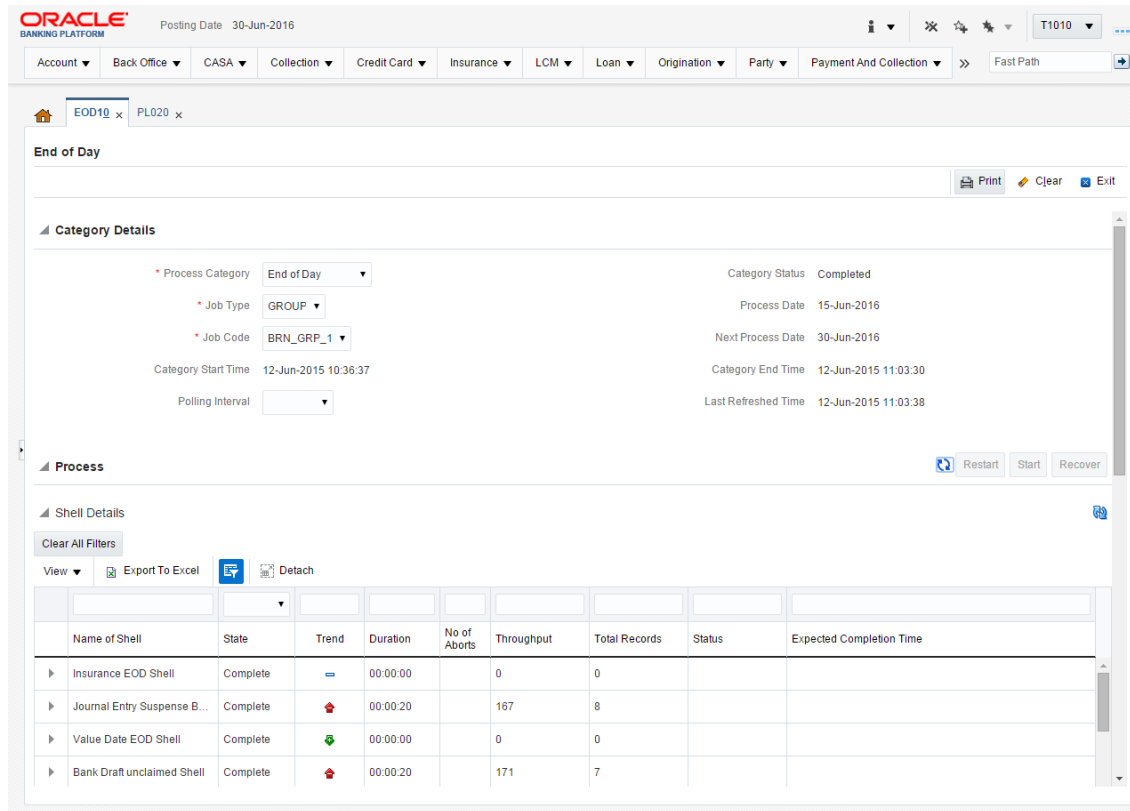 ORACLE
BANKING PLATFORM
Posting Date 30-Jun-2016
T1010
Account Back Office CASA Collection Credit Card Insurance LCM Loan Origination Party Payment And Collection » Fast Path
EOD10 x PL020 x
End of Day
Print Clear Exit
Category Details
* Process Category End of Day
Category Status Completed
* Job Type GROUP
Process Date 15-Jun-2016
* Job Code BRN_GRP_1
Next Process Date 30-Jun-2016
Category Start Time 12-Jun-2015 10:36:37
Category End Time 12-Jun-2015 11:03:30
Polling Interval
Last Refreshed Time 12-Jun-2015 11:03:38
Process
Restart Start Recover
Shell Details
Clear All Filters
View Export To Excel Detach
Name of Shell State Trend Duration No of Aborts Throughput Total Records Status Expected Completion Time
Insurance EOD Shell Complete 00:00:00 0 0
Journal Entry Suspense B... Complete 00:00:20 167 8
Value Date EOD Shell Complete 00:00:00 0 0
Bank Draft unclaimed Shell Complete 00:00:20 171 7